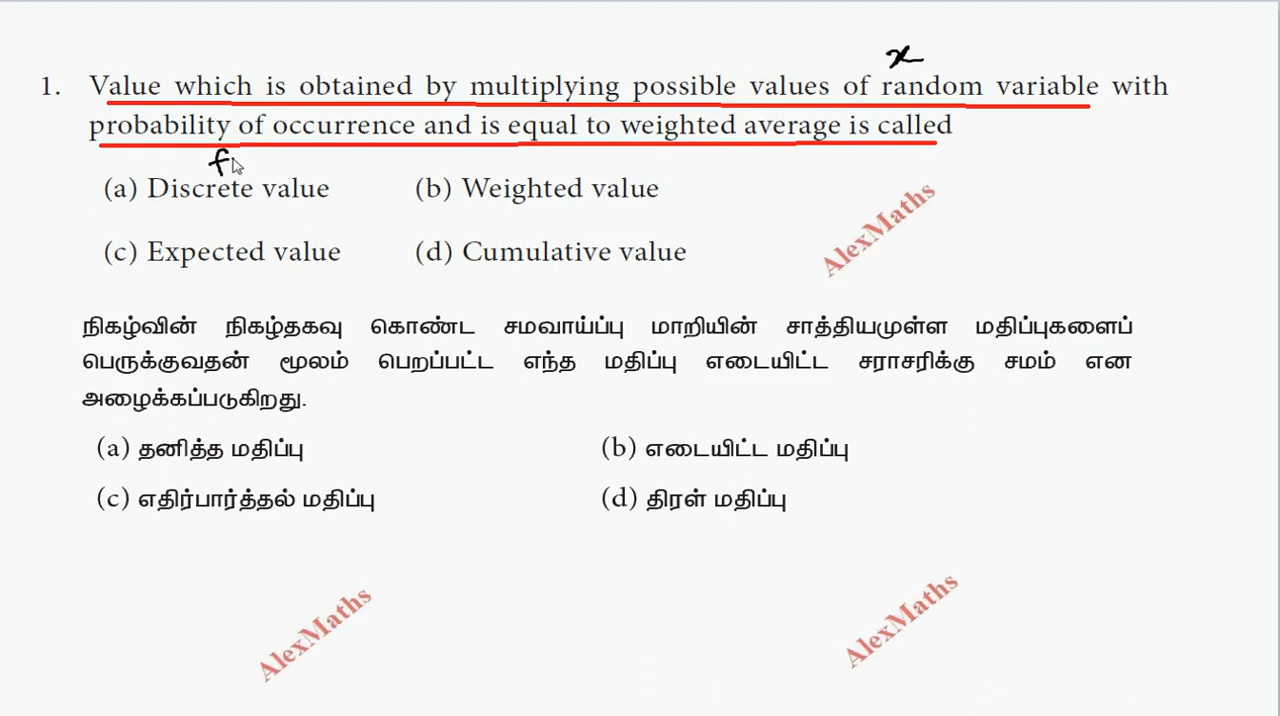 x
1. Value which is obtained by multiplying possible values of random variable with
probability of occurrence and is equal to weighted average is called
f
(a) Discrete value (b) Weighted value
AlexMaths
(c) Expected value (d) Cumulative value
நிகழ்வின் நிகழ்தகவு கொண்ட சமவாய்ப்பு மாறியின் சாத்தியமுள்ள மதிப்புகளைப்
பெருக்குவதன் மூலம் பெறப்பட்ட எந்த மதிப்பு எடையிட்ட சராசரிக்கு சமம் என
அழைக்கப்படுகிறது.
(a) தனித்த மதிப்பு (b) எடையிட்ட மதிப்பு
(c) எதிர்பார்த்தல் மதிப்பு (d) திரள் மதிப்பு
AlexMaths AlexMaths